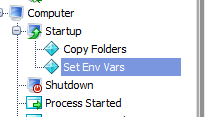 Computer
Startup
Copy Folders
Set Env Vars
Shutdown
Process Started